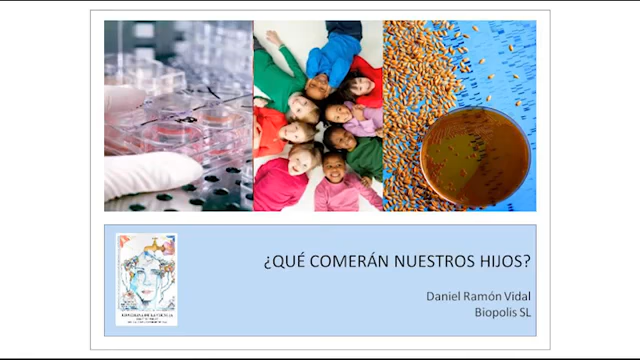 ¿QUÉ COMERÁN NUESTROS HIJOS?
Daniel Ramón Vidal
Biopolis SL